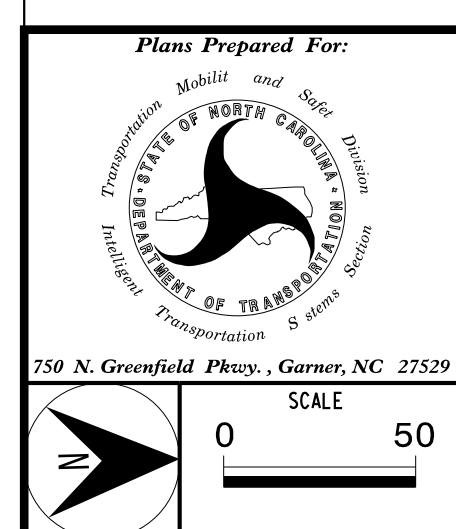 Plans Prepared For:
Transportation Mobilit and Safet Division
STATE OF NORTH CAROLINA
DEPARTMENT OF TRANSPORTATION
Intelligent Transportation S stems Section
750 N. Greenfield Pkwy. , Garner, NC 27529
N
SCALE
0 50